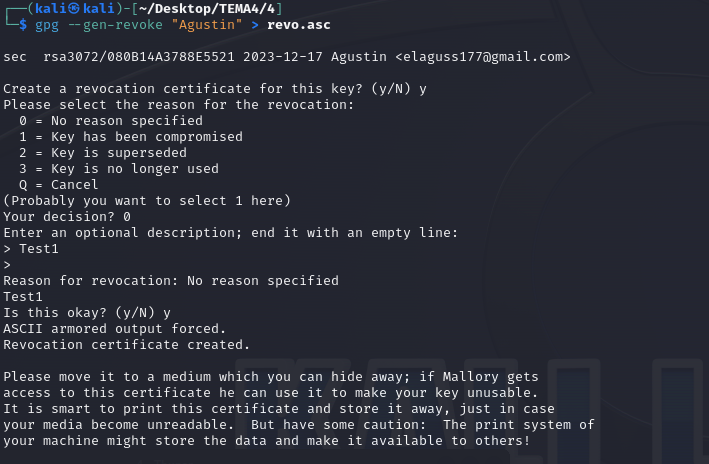 ┌──(kali㉿kali)-[~/Desktop/TEMA4/4]
└─$ gpg --gen-revoke "Agustin" > revo.asc
sec  rsa3072/080B14A3788E5521 2023-12-17 Agustin <elaguss177@gmail.com>
Create a revocation certificate for this key? (y/N) y
Please select the reason for the revocation:
  0 = No reason specified
  1 = Key has been compromised
  2 = Key is superseded
  3 = Key is no longer used
  Q = Cancel
(Probably you want to select 1 here)
Your decision? 0
Enter an optional description; end it with an empty line:
> Test1
>
Reason for revocation: No reason specified
Test1
Is this okay? (y/N) y
ASCII armored output forced.
Revocation certificate created.
Please move it to a medium which you can hide away; if Mallory gets
access to this certificate he can use it to make your key unusable.
It is smart to print this certificate and store it away, just in case
your media become unreadable.  But have some caution:  The print system of
your machine might store the data and make it available to others!